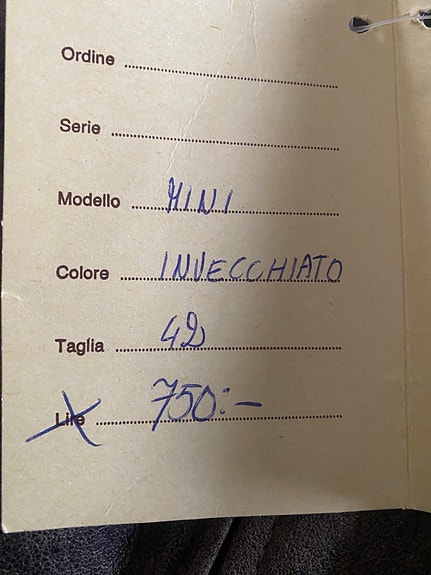 Ordine
Serie
Modello MINI
Colore INVECCHIATO
Taglia 42
Lire 750:-